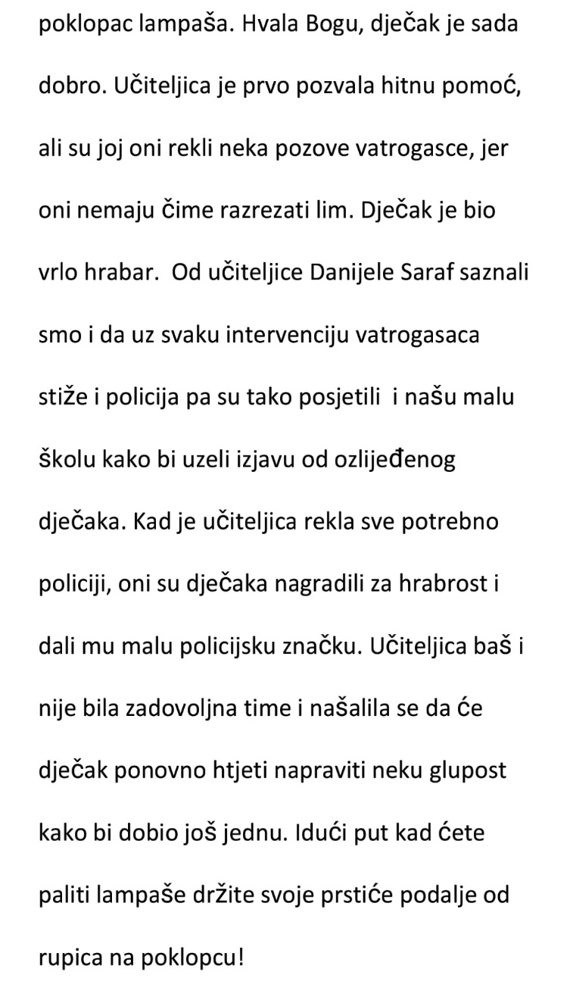 poklopac lampaša. Hvala Bogu, dječak je sada
dobro. Učiteljica je prvo pozvala hitnu pomoć,
ali su joj oni rekli neka pozove vatrogasce, jer
oni nemaju čime razrezati lim. Dječak je bio
vrlo hrabar.  Od učiteljice Danijele Saraf saznali
smo i da uz svaku intervenciju vatrogasaca
stiže i policija pa su tako posjetili  i našu malu
školu kako bi uzeli izjavu od ozlijeđenog
dječaka. Kad je učiteljica rekla sve potrebno
policiji, oni su dječaka nagradili za hrabrost i
dali mu malu policijsku značku. Učiteljica baš i
nije bila zadovoljna time i našalila se da će
dječak ponovno htjeti napraviti neku glupost
kako bi dobio još jednu. Idući put kad ćete
paliti lampaše držite svoje prstiće podalje od
rupica na poklopcu!